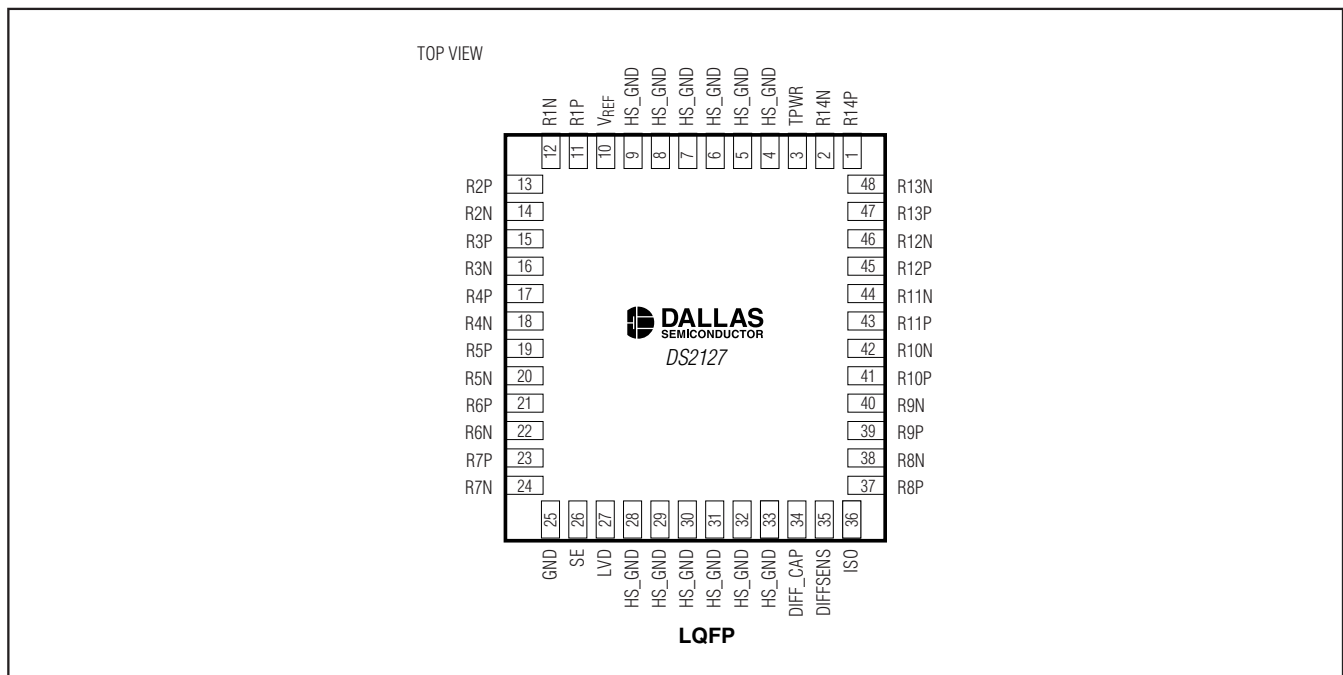 TOP VIEW
R1N
R1P
VREF
HS_GND
HS_GND
HS_GND
HS_GND
HS_GND
HS_GND
TPWR
R14N
R14P
12
11
10
9
8
7
6
5
4
3
2
1
R2P 13
R2N 14
R3P 15
R3N 16
R4P 17
R4N 18
R5P 19
R5N 20
R6P 21
R6N 22
R7P 23
R7N 24
DALLAS
SEMICONDUCTOR
DS2127
48 R13N
47 R13P
46 R12N
45 R12P
44 R11N
43 R11P
42 R10N
41 R10P
40 R9N
39 R9P
38 R8N
37 R8P
25
26
27
28
29
30
31
32
33
34
35
36
GND
SE
LVD
HS_GND
HS_GND
HS_GND
HS_GND
HS_GND
HS_GND
DIFF_CAP
DIFFSENS
ISO
LQFP